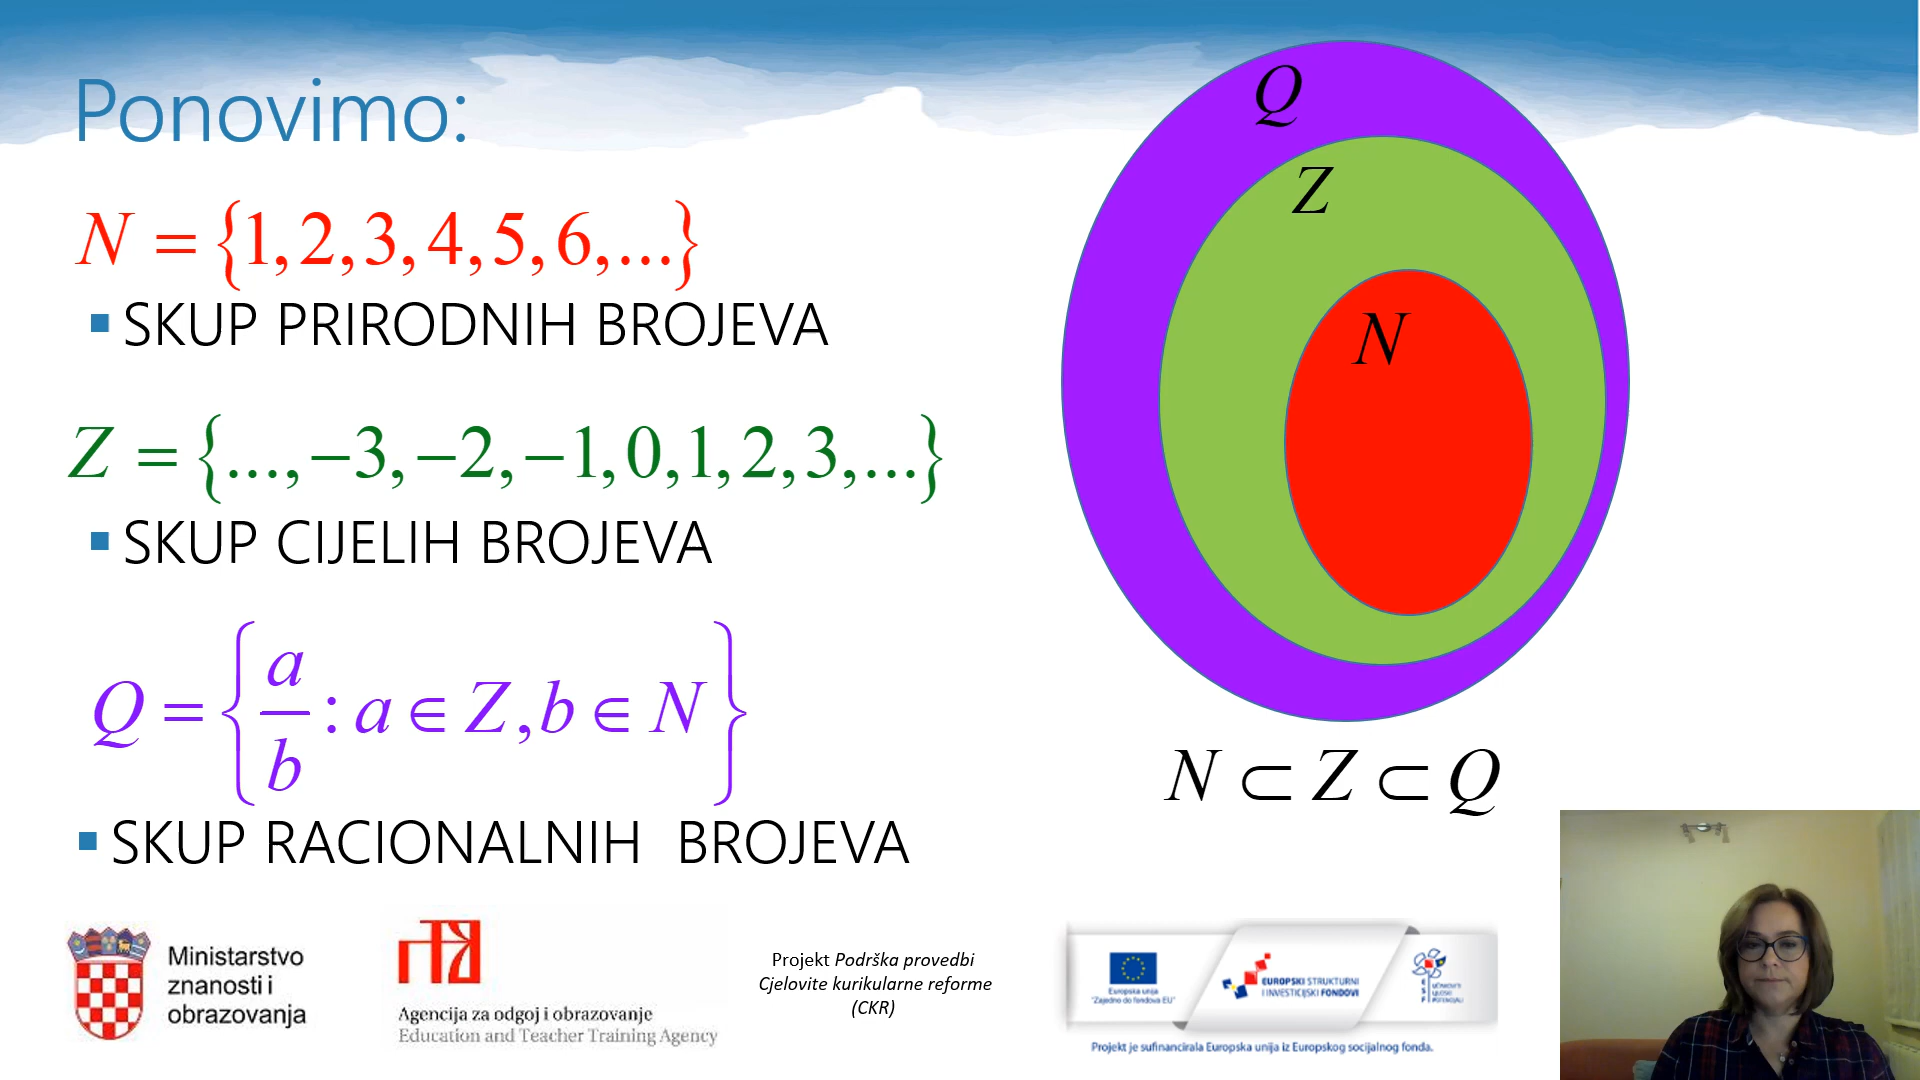 Ponovimo:
N = {1, 2, 3, 4, 5, 6, ...}
SKUP PRIRODNIH BROJEVA
Z = {..., −3, −2, −1, 0, 1, 2, 3, ...}
SKUP CIJELIH BROJEVA
Q = {a/b : a ∈ Z, b ∈ N}
SKUP RACIONALNIH BROJEVA
Q
Z
N
N ⊂ Z ⊂ Q
Ministarstvo
znanosti i
obrazovanja
Agencija za odgoj i obrazovanje
Education and Teacher Training Agency
Projekt Podrška provedbi
Cjelovite kurikularne reforme
(CKR)
Europska unija
"Zajedno do fondova EU"
EUROPSKI STRUKTURNI
I INVESTICIJSKI FONDOVI
ESF
Projekt je sufinancirala Europska unija iz Europskog socijalnog fonda.